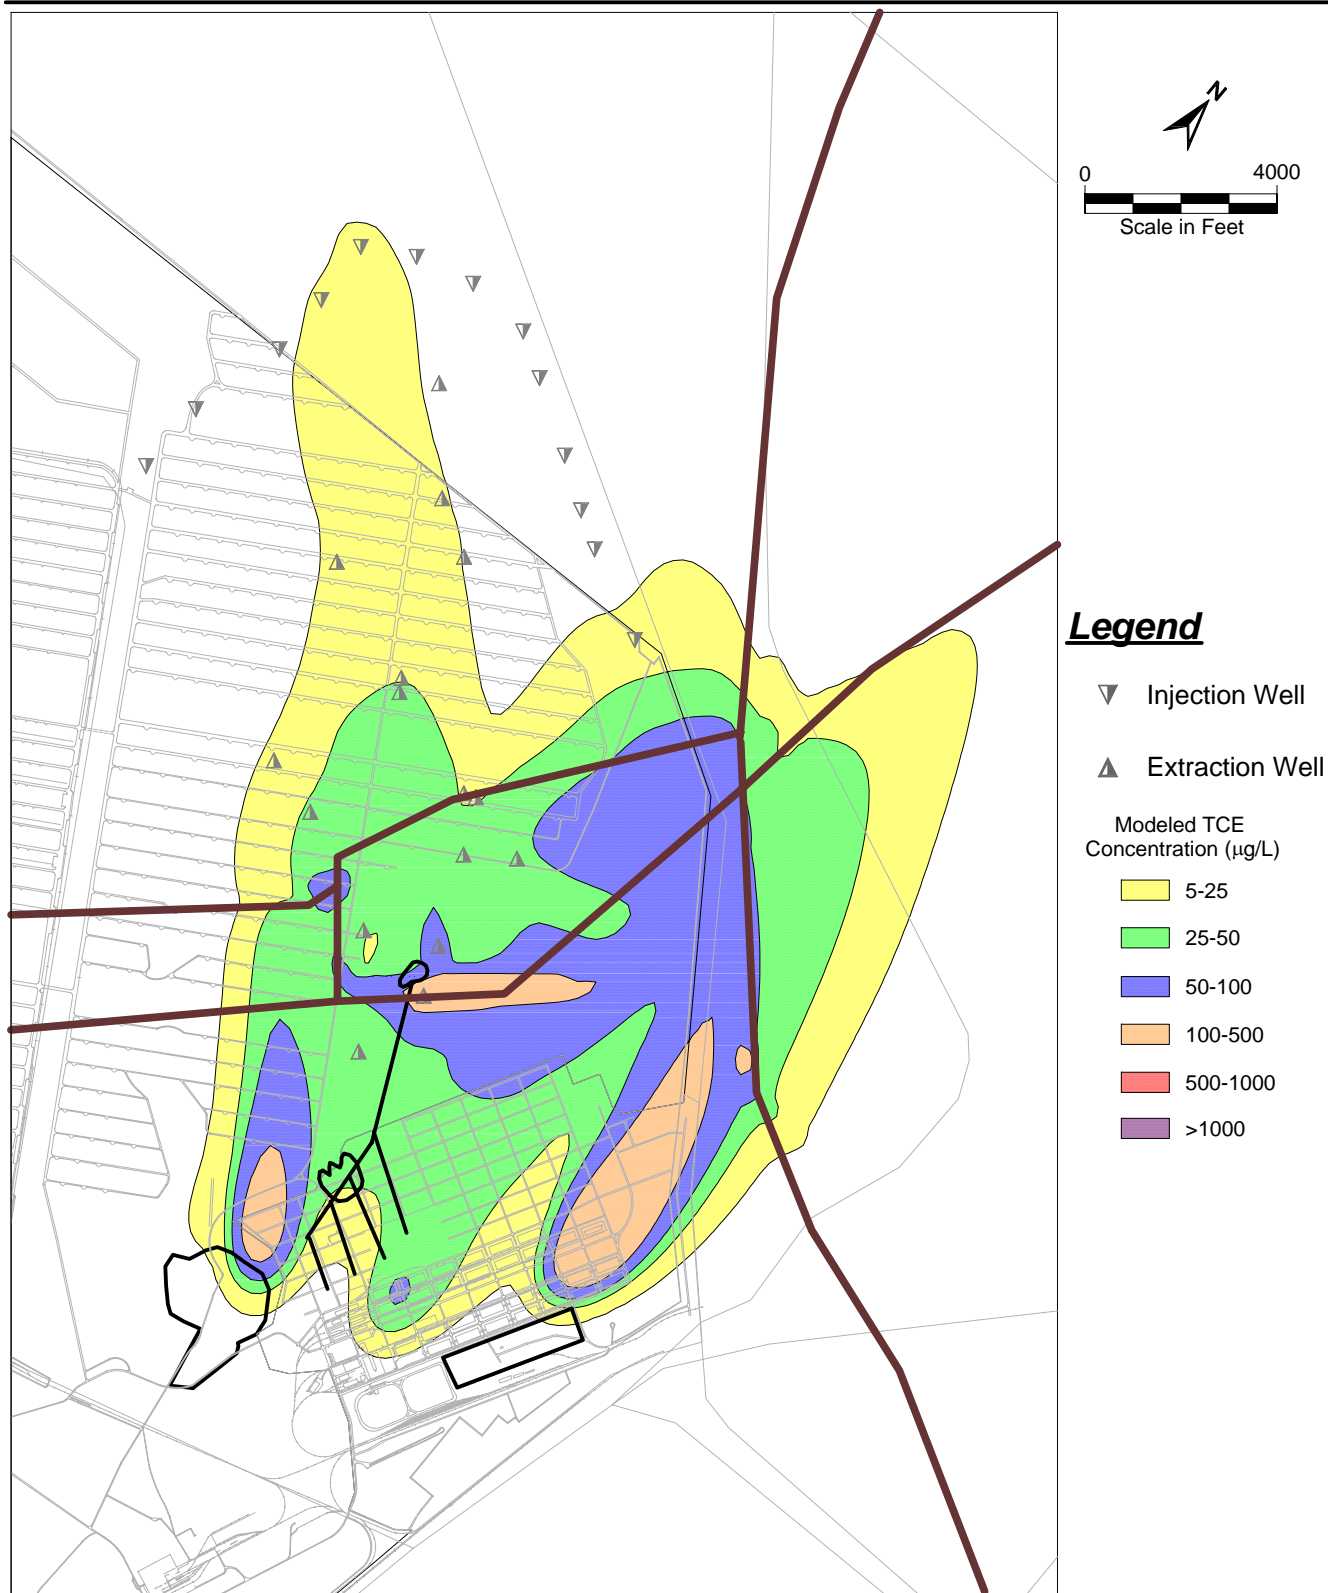 N
0 4000
Scale in Feet
Legend
Injection Well
Extraction Well
Modeled TCE
Concentration (µg/L)
5-25
25-50
50-100
100-500
500-1000
>1000